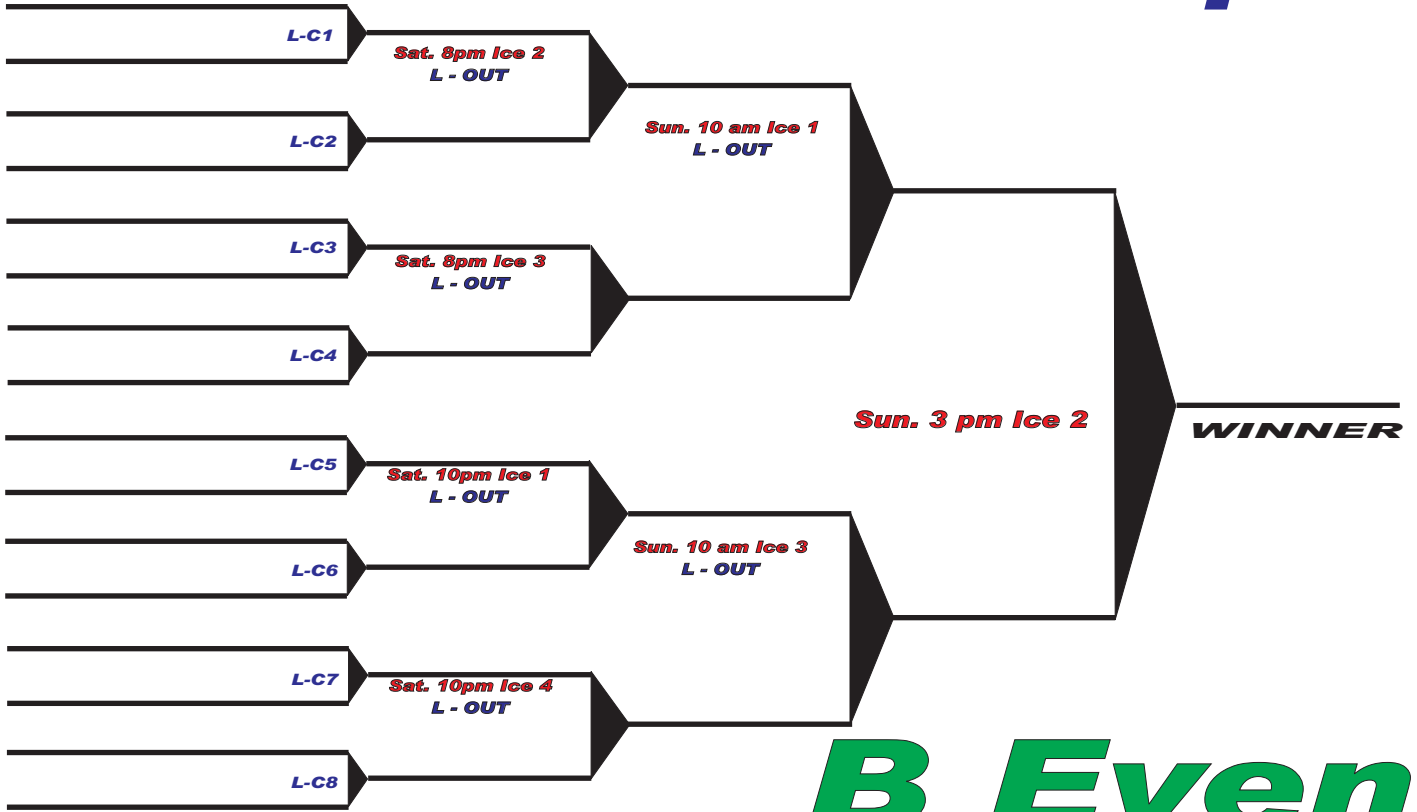 L-C1
Sat. 8pm Ice 2
L - OUT
L-C2
Sun. 10 am Ice 1
L - OUT
L-C3
Sat. 8pm Ice 3
L - OUT
L-C4
Sun. 3 pm Ice 2
WINNER
L-C5
Sat. 10pm Ice 1
L - OUT
L-C6
Sun. 10 am Ice 3
L - OUT
L-C7
Sat. 10pm Ice 4
L - OUT
L-C8
B Even